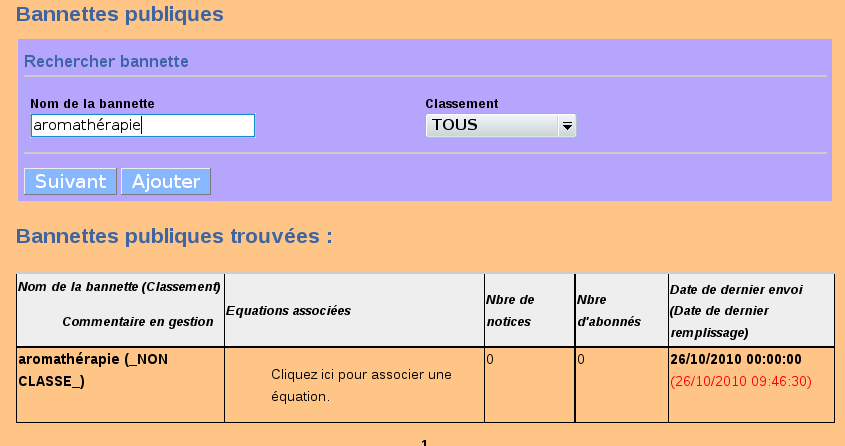 Bannettes publiques
Rechercher bannette
Nom de la bannette Classement
aromathérapie TOUS
Suivant Ajouter
Bannettes publiques trouvées :
Nom de la bannette (Classement)
Commentaire en gestion
Equations associées
Nbre de
notices
Nbre
d'abonnés
Date de dernier envoi
(Date de dernier
remplissage)
aromathérapie (_NON
CLASSE_)
Cliquez ici pour associer une
équation.
0
0
26/10/2010 00:00:00
(26/10/2010 09:46:30)
1